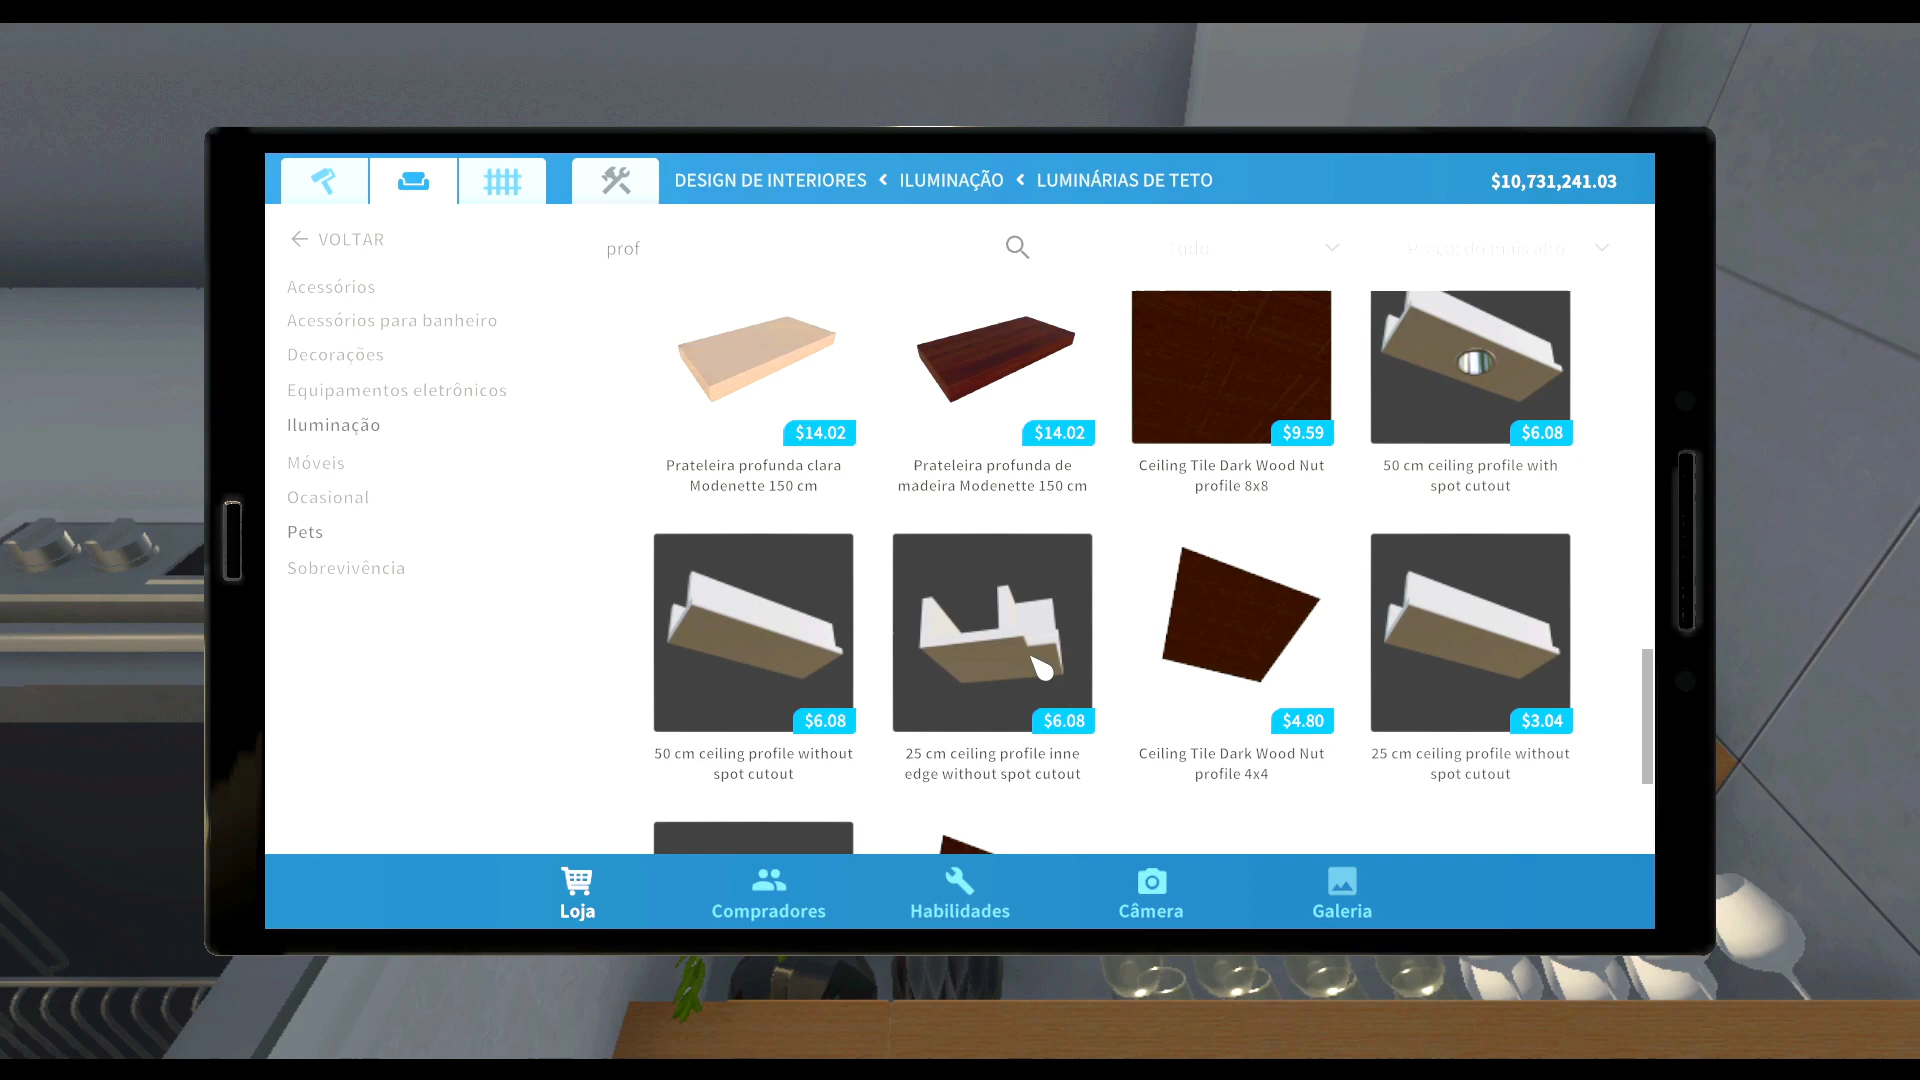 DESIGN DE INTERIORES < ILUMINAÇÃO < LUMINÁRIAS DE TETO
$10,731,241.03
VOLTAR
prof
Tudo
Preço: do mais alto
Acessórios
Acessórios para banheiro
Decorações
Equipamentos eletrônicos
Iluminação
Móveis
Ocasional
Pets
Sobrevivência
$14.02
$14.02
$9.59
$6.08
Prateleira profunda clara
Modenette 150 cm
Prateleira profunda de
madeira Modenette 150 cm
Ceiling Tile Dark Wood Nut
profile 8x8
50 cm ceiling profile with
spot cutout
$6.08
$6.08
$4.80
$3.04
50 cm ceiling profile without
spot cutout
25 cm ceiling profile inne
edge without spot cutout
Ceiling Tile Dark Wood Nut
profile 4x4
25 cm ceiling profile without
spot cutout
Loja
Compradores
Habilidades
Câmera
Galeria